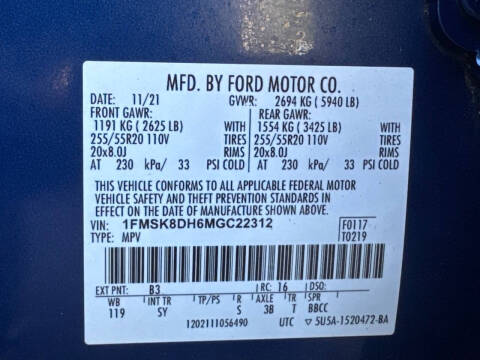 MFD. BY FORD MOTOR CO.
DATE: 11/21 GVWR: 2694 KG ( 5940 LB)
FRONT GAWR: REAR GAWR:
1191 KG ( 2625 LB) WITH 1554 KG ( 3425 LB) WITH
255/55R20 110V TIRES 255/55R20 110V TIRES
20x8.0J RIMS 20x8.0J RIMS
AT 230 kPa/ 33 PSI COLD AT 230 kPa/ 33 PSI COLD
THIS VEHICLE CONFORMS TO ALL APPLICABLE FEDERAL MOTOR
VEHICLE SAFETY AND THEFT PREVENTION STANDARDS IN
EFFECT ON THE DATE OF MANUFACTURE SHOWN ABOVE.
VIN: 1FMSK8DH6MGC22312 F0117
TYPE: MPV T0219
EXT PNT: B3 RC: 16 DSO:
WB INT TR TP/PS R AXLE TR SPR
119 SY S 3B T BBCC
1202111056490 UTC ▽ 5U5A-1520472-BA